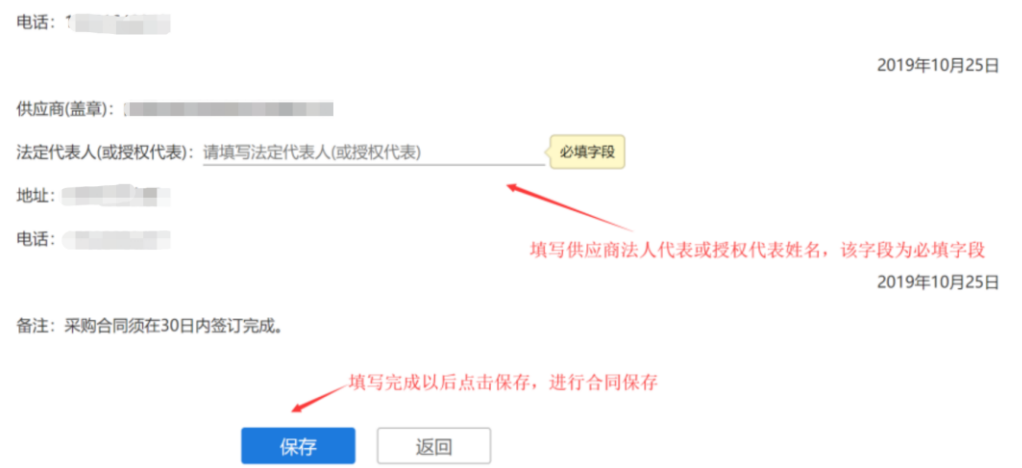 电话：
2019年10月25日
供应商(盖章)：
法定代表人(或授权代表)：请填写法定代表人(或授权代表) 必填字段
地址：
电话：
填写供应商法人代表或授权代表姓名，该字段为必填字段
2019年10月25日
备注：采购合同须在30日内签订完成。
填写完成以后点击保存，进行合同保存
保存 返回